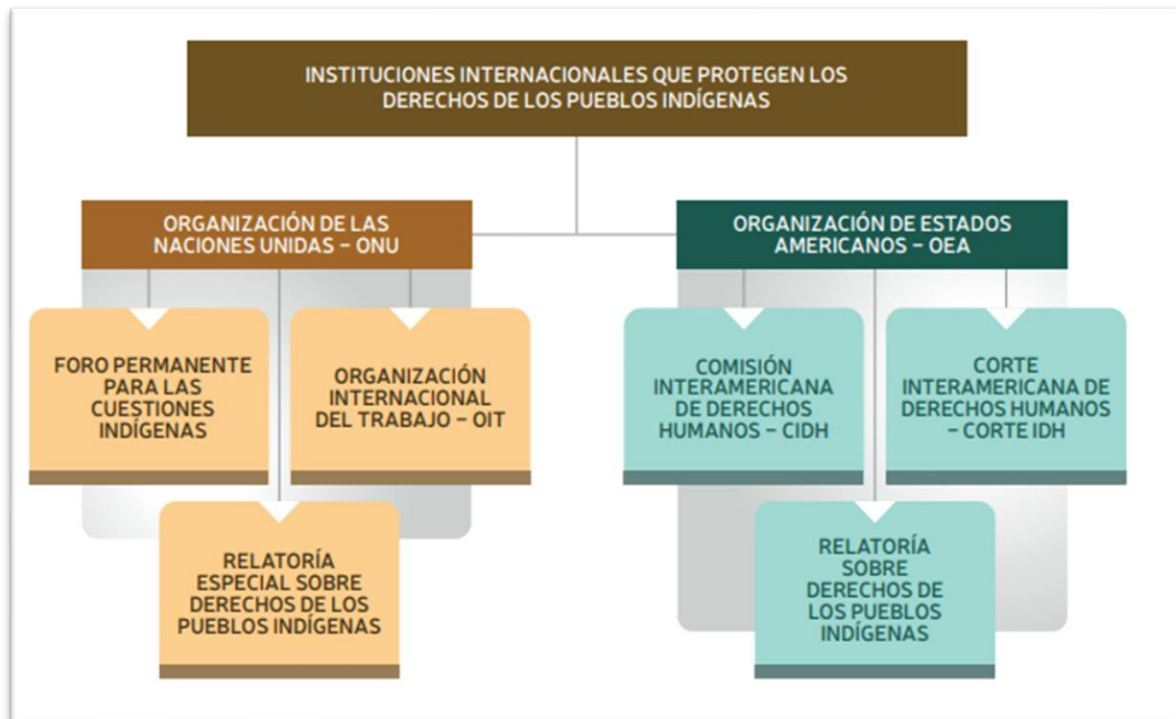 INSTITUCIONES INTERNACIONALES QUE PROTEGEN LOS
DERECHOS DE LOS PUEBLOS INDÍGENAS
ORGANIZACIÓN DE LAS
NACIONES UNIDAS – ONU
FORO PERMANENTE
PARA LAS
CUESTIONES
INDÍGENAS
ORGANIZACIÓN
INTERNACIONAL
DEL TRABAJO – OIT
RELATORÍA
ESPECIAL SOBRE
DERECHOS DE LOS
PUEBLOS INDÍGENAS
ORGANIZACIÓN DE ESTADOS
AMERICANOS – OEA
COMISIÓN
INTERAMERICANA
DE DERECHOS
HUMANOS – CIDH
CORTE
INTERAMERICANA DE
DERECHOS HUMANOS
– CORTE IDH
RELATORÍA
SOBRE
DERECHOS DE
LOS PUEBLOS
INDÍGENAS